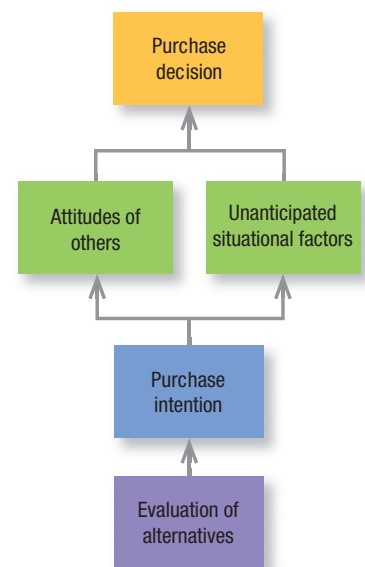 Purchase
decision
Attitudes of
others
Unanticipated
situational factors
Purchase
intention
Evaluation of
alternatives